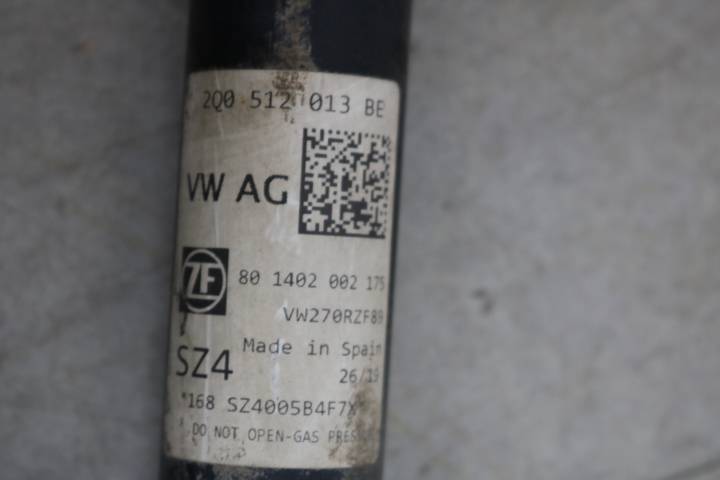 2Q0 512 013 BE
VW AG
ZF
80 1402 002 175
VW270RZF89
SZ4
Made in Spain
26/19
*168 SZ4005B4F7X
DO NOT OPEN-GAS